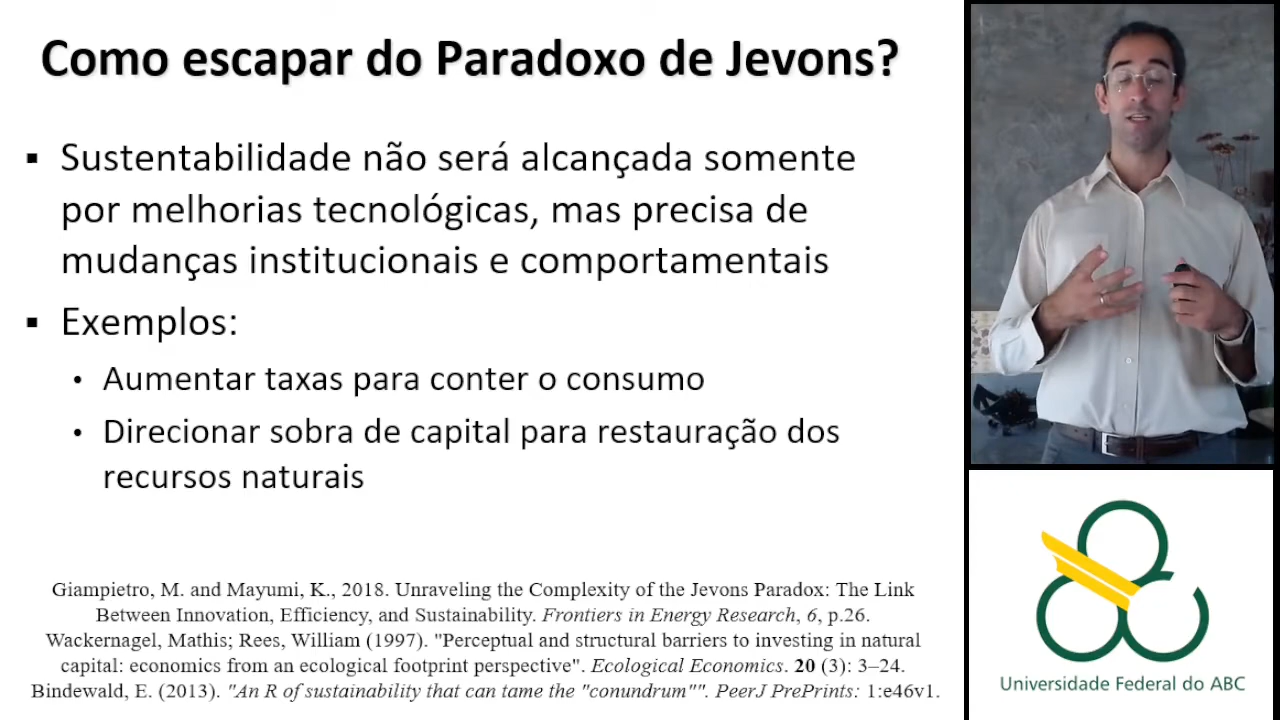 Como escapar do Paradoxo de Jevons?
▪ Sustentabilidade não será alcançada somente
por melhorias tecnológicas, mas precisa de
mudanças institucionais e comportamentais
▪ Exemplos:
• Aumentar taxas para conter o consumo
• Direcionar sobra de capital para restauração dos
recursos naturais
Giampietro, M. and Mayumi, K., 2018. Unraveling the Complexity of the Jevons Paradox: The Link
Between Innovation, Efficiency, and Sustainability. Frontiers in Energy Research, 6, p.26.
Wackernagel, Mathis; Rees, William (1997). "Perceptual and structural barriers to investing in natural
capital: economics from an ecological footprint perspective". Ecological Economics. 20 (3): 3–24.
Bindewald, E. (2013). "An R of sustainability that can tame the "conundrum"". PeerJ PrePrints: 1:e46v1.
Universidade Federal do ABC